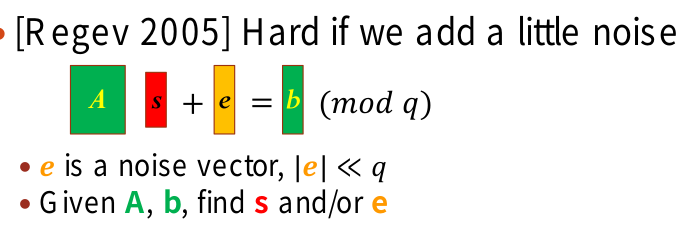 • [Regev 2005] Hard if we add a little noise
A s + e = b (mod q)
• e is a noise vector, |e| ≪ q
• Given A, b, find s and/or e